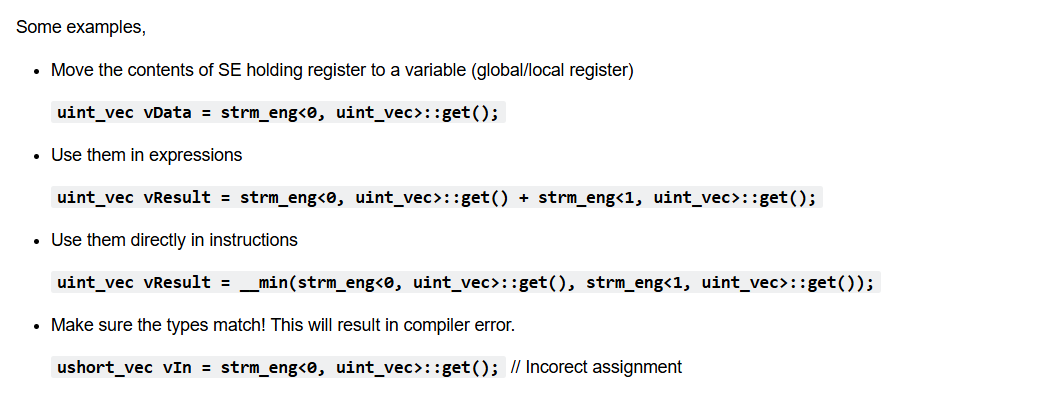 Some examples,
• Move the contents of SE holding register to a variable (global/local register)
uint_vec vData = strm_eng<0, uint_vec>::get();
• Use them in expressions
uint_vec vResult = strm_eng<0, uint_vec>::get() + strm_eng<1, uint_vec>::get();
• Use them directly in instructions
uint_vec vResult = __min(strm_eng<0, uint_vec>::get(), strm_eng<1, uint_vec>::get());
• Make sure the types match! This will result in compiler error.
ushort_vec vIn = strm_eng<0, uint_vec>::get(); // Incorect assignment